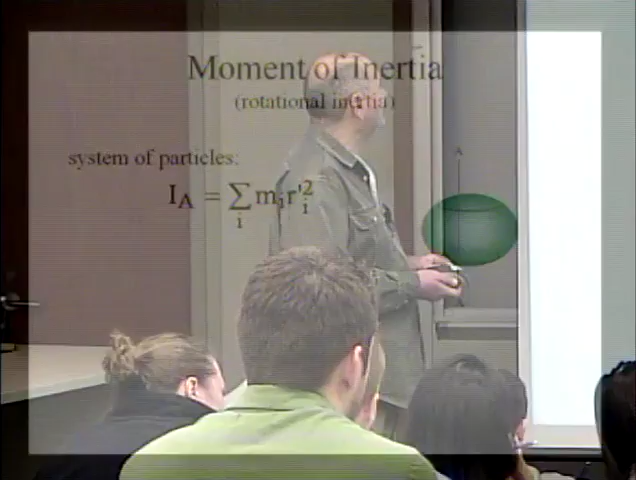 Moment of Inertia
(rotational inertia)
system of particles:
I_A = ∑_i m_i r'_i^2